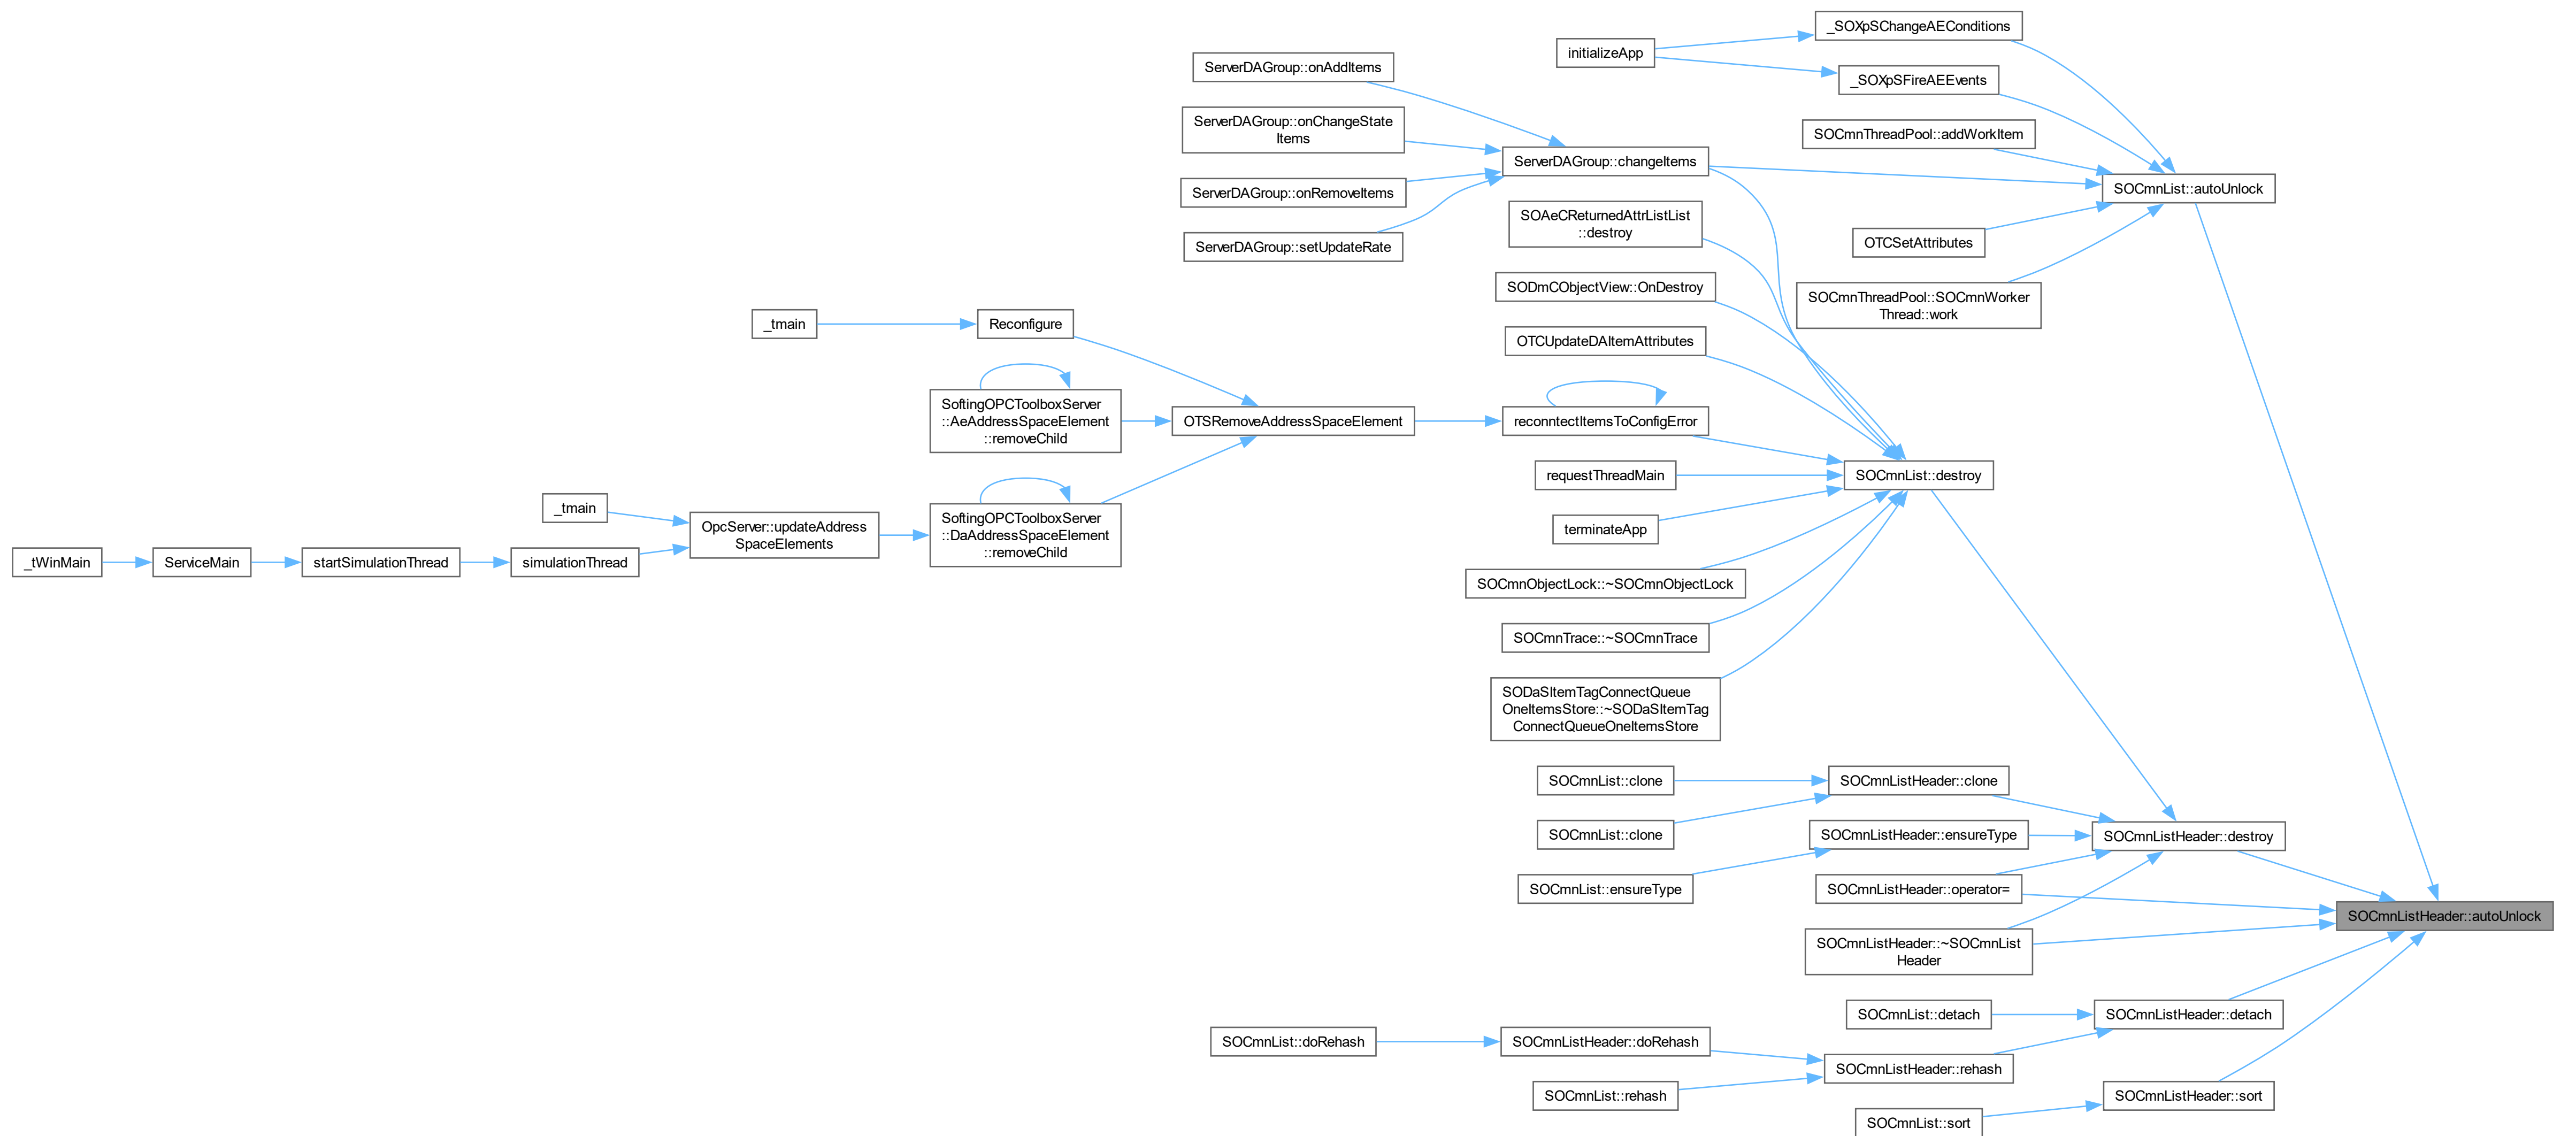 _SOXpSChangeAEConditions
initializeApp
ServerDAGroup::onAddItems
_SOXpSFireAEEvents
ServerDAGroup::onChangeState
Items
SOCmnThreadPool::addWorkItem
ServerDAGroup::changeItems
SOCmnList::autoUnlock
ServerDAGroup::onRemoveItems
SOAeCReturnedAttrListList
::destroy
ServerDAGroup::setUpdateRate
OTCSetAttributes
SODmCObjectView::OnDestroy
SOCmnThreadPool::SOCmnWorker
Thread::work
_tmain
Reconfigure
OTCUpdateDAItemAttributes
SoftingOPCToolboxServer
::AeAddressSpaceElement
::removeChild
OTSRemoveAddressSpaceElement
reconntectItemsToConfigError
requestThreadMain
SOCmnList::destroy
_tmain
OpcServer::updateAddress
SpaceElements
SoftingOPCToolboxServer
::DaAddressSpaceElement
::removeChild
terminateApp
_tWinMain
ServiceMain
startSimulationThread
simulationThread
SOCmnObjectLock::~SOCmnObjectLock
SOCmnTrace::~SOCmnTrace
SODaSItemTagConnectQueue
OneItemsStore::~SODaSItemTag
ConnectQueueOneItemsStore
SOCmnList::clone
SOCmnListHeader::clone
SOCmnList::clone
SOCmnListHeader::ensureType
SOCmnListHeader::destroy
SOCmnList::ensureType
SOCmnListHeader::operator=
SOCmnListHeader::autoUnlock
SOCmnListHeader::~SOCmnList
Header
SOCmnList::detach
SOCmnListHeader::detach
SOCmnList::doRehash
SOCmnListHeader::doRehash
SOCmnListHeader::rehash
SOCmnList::rehash
SOCmnListHeader::sort
SOCmnList::sort